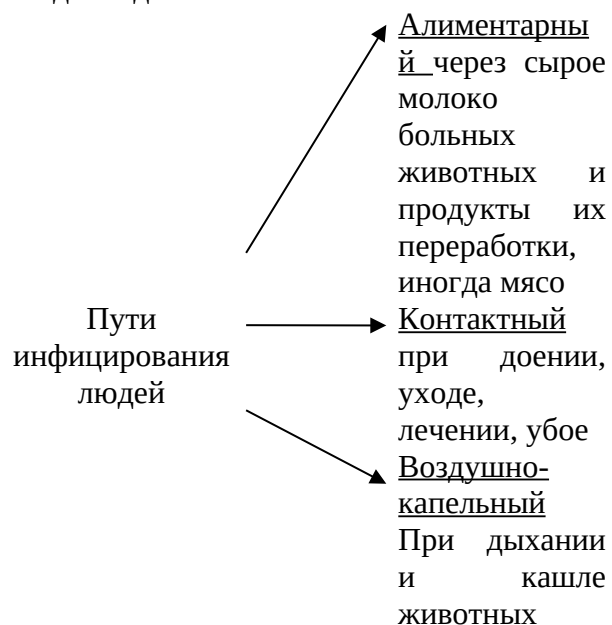 Алиментарны
й через сырое
молоко
больных
животных и
продукты их
переработки,
иногда мясо
Пути
инфицирования
людей
Контактный
при доении,
уходе,
лечении, убое
Воздушно-
капельный
При дыхании
и кашле
животных